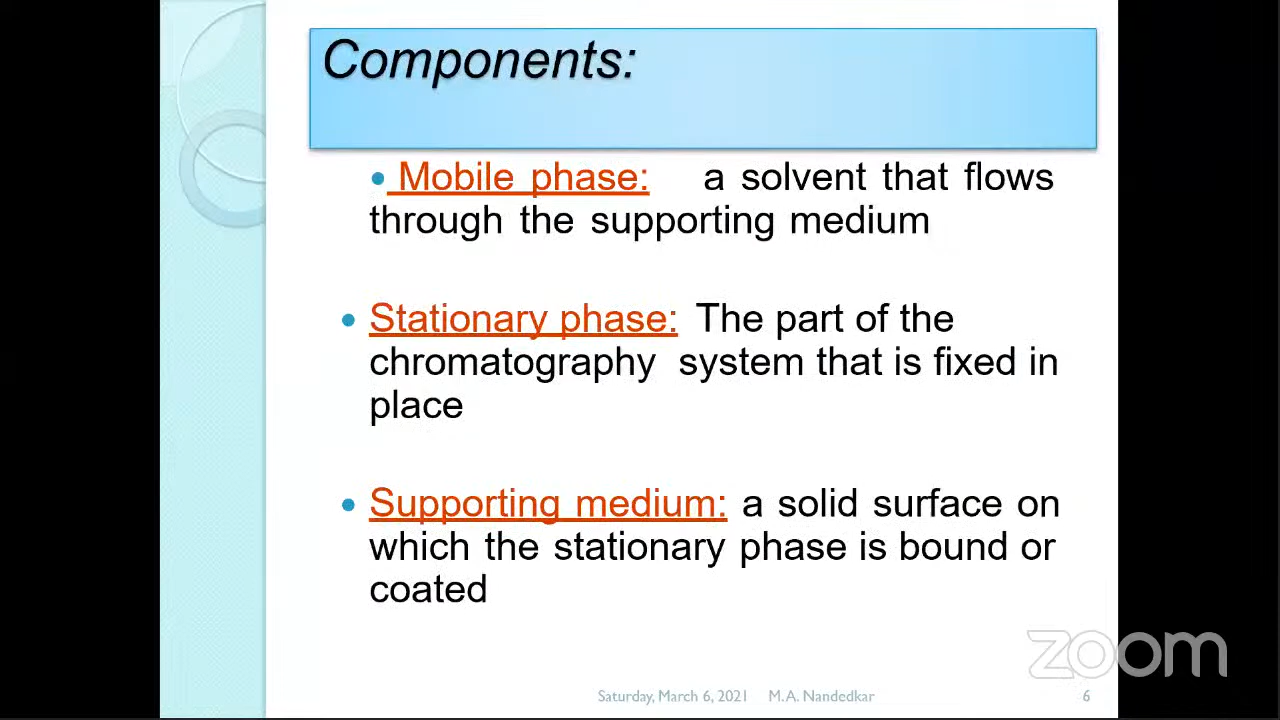 Components:
• Mobile phase: a solvent that flows
through the supporting medium
• Stationary phase: The part of the
chromatography system that is fixed in
place
• Supporting medium: a solid surface on
which the stationary phase is bound or
coated
zoom
Saturday, March 6, 2021 M.A. Nandedkar 6